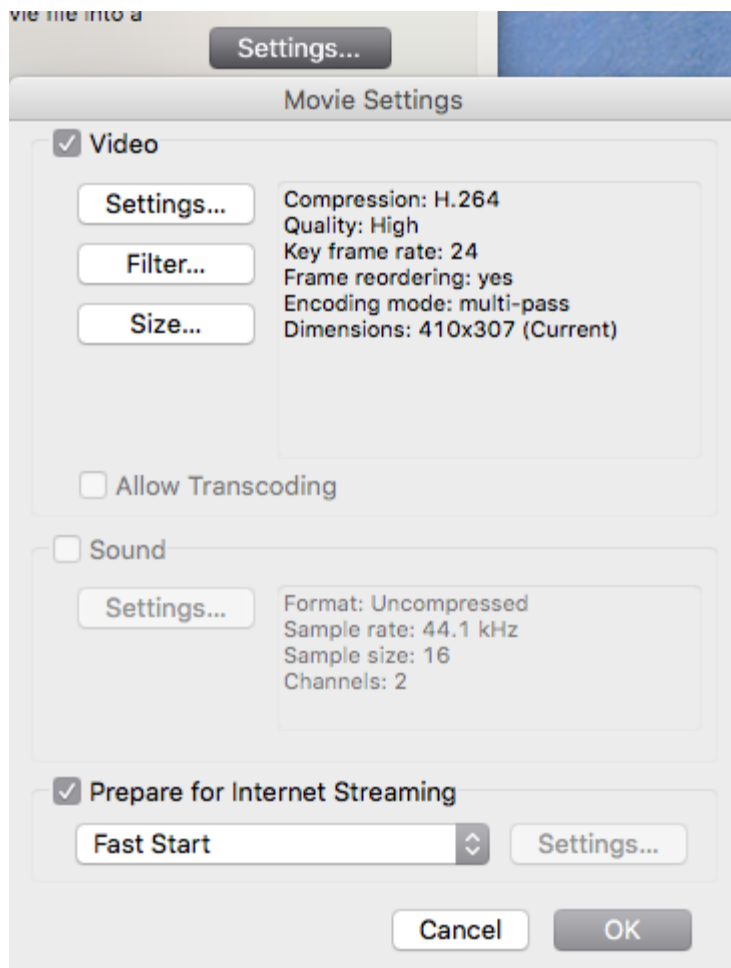 file into a
Settings...
Movie Settings
Video
Settings...
Filter...
Size...
Compression: H.264
Quality: High
Key frame rate: 24
Frame reordering: yes
Encoding mode: multi-pass
Dimensions: 410x307 (Current)
Allow Transcoding
Sound
Settings...
Format: Uncompressed
Sample rate: 44.1 kHz
Sample size: 16
Channels: 2
Prepare for Internet Streaming
Fast Start
Settings...
Cancel
OK